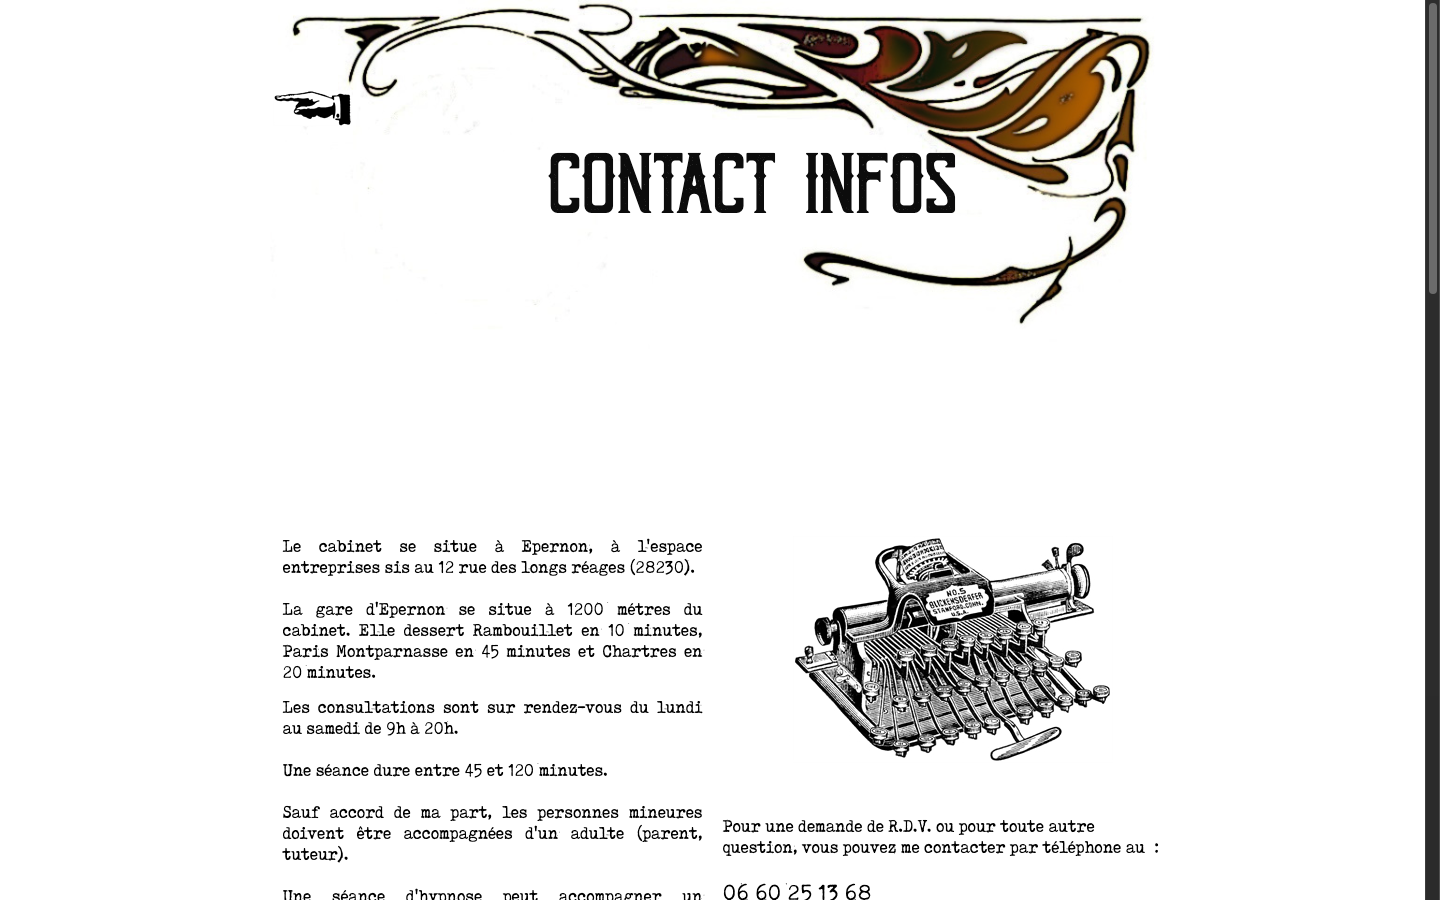 CONTACT INFOS
Le cabinet se situe à Epernon, à l'espace
entreprises sis au 12 rue des longs réages (28230).
La gare d'Epernon se situe à 1200 métres du
cabinet. Elle dessert Rambouillet en 10 minutes,
Paris Montparnasse en 45 minutes et Chartres en
20 minutes.
Les consultations sont sur rendez-vous du lundi
au samedi de 9h à 20h.
Une séance dure entre 45 et 120 minutes.
Sauf accord de ma part, les personnes mineures
doivent être accompagnées d'un adulte (parent,
tuteur).
Une séance d'hypnose peut accompagner un
NO.5
BLICKENSDERFER
STAMFORD.CONN.
U.S.A.
Pour une demande de R.D.V. ou pour toute autre
question, vous pouvez me contacter par téléphone au :
06 60 25 13 68